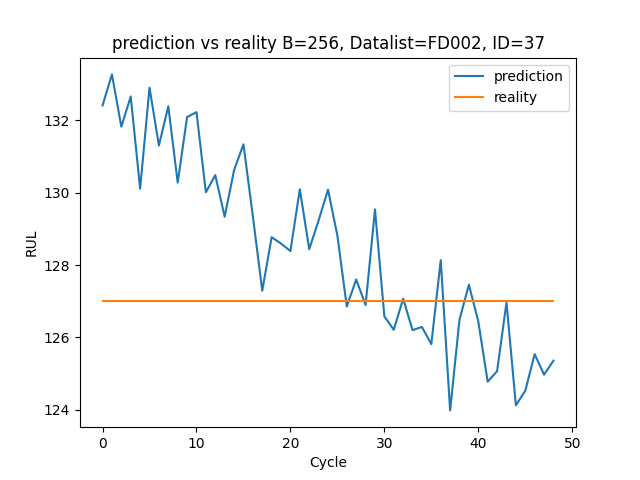 prediction vs reality B=256, Datalist=FD002, ID=37
prediction
reality
132
130
128
126
124
RUL
0 10 20 30 40 50
Cycle